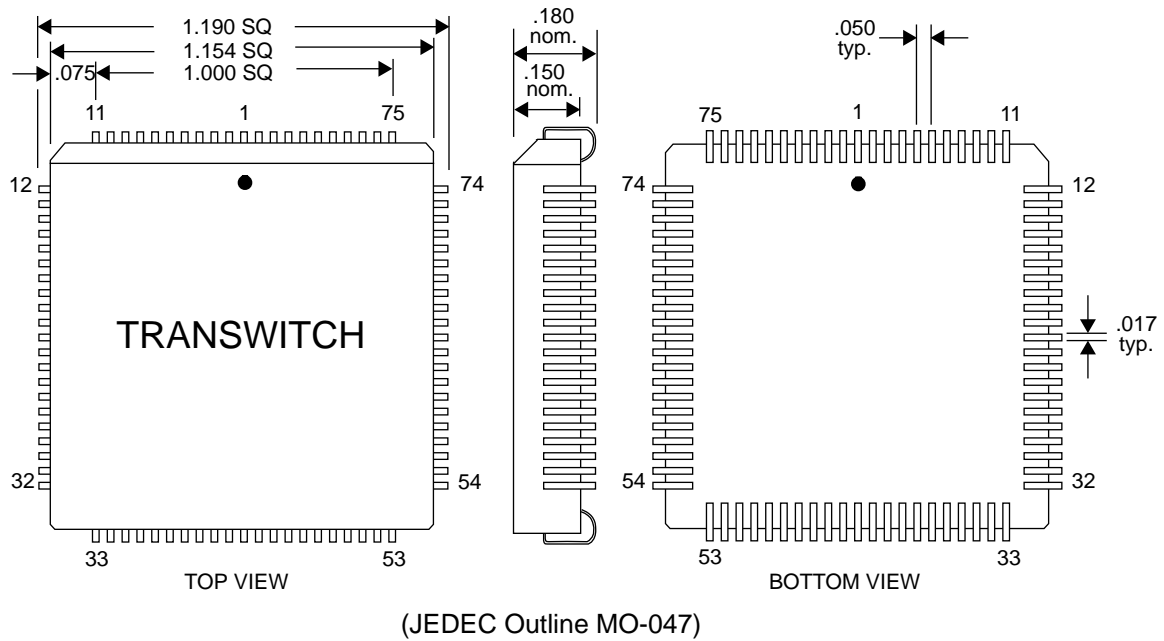 1.190 SQ
1.154 SQ
.075
1.000 SQ
11
1
75
12
74
TRANSWITCH
32
54
33
53
TOP VIEW
.180
nom.
.150
nom.
.050
typ.
75
1
11
74
12
.017
typ.
54
32
53
33
BOTTOM VIEW
(JEDEC Outline MO-047)